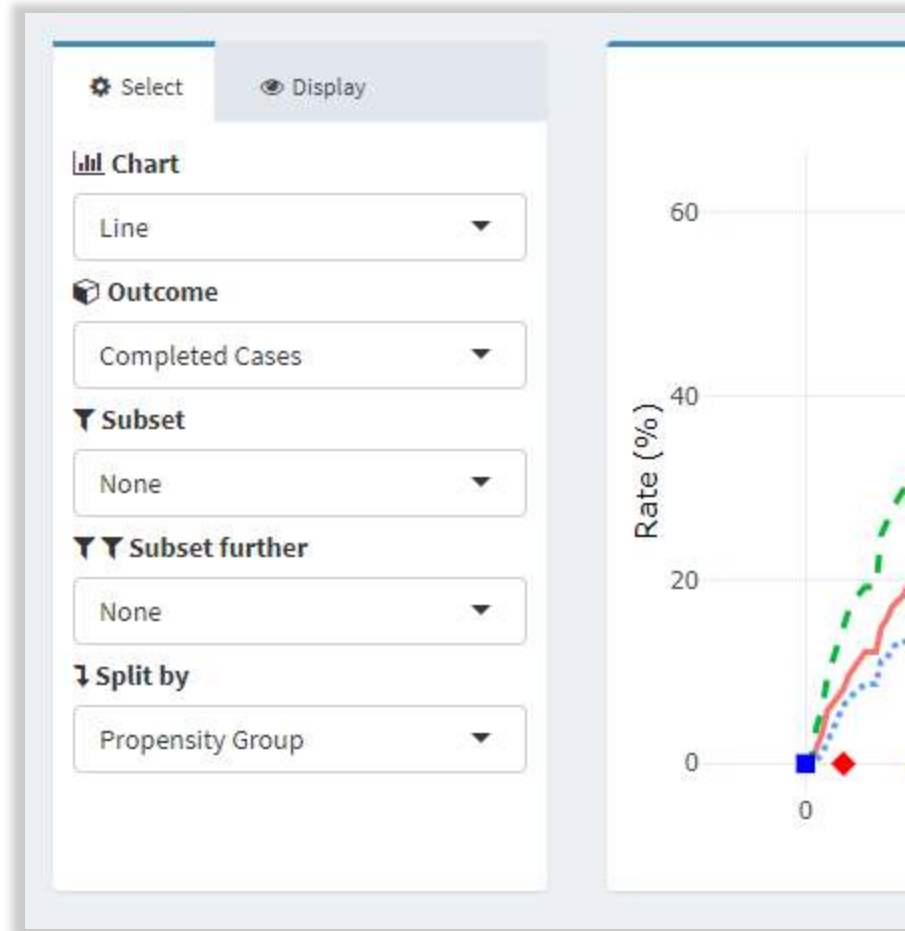 Select Display
Chart
Line
Outcome
Completed Cases
Subset
None
Subset further
None
Split by
Propensity Group
60
40
20
0
0
Rate (%)